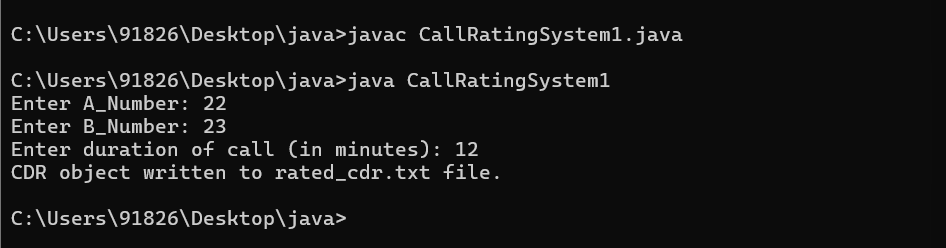 C:\Users\91826\Desktop\java>javac CallRatingSystem1.java
C:\Users\91826\Desktop\java>java CallRatingSystem1
Enter A_Number: 22
Enter B_Number: 23
Enter duration of call (in minutes): 12
CDR object written to rated_cdr.txt file.
C:\Users\91826\Desktop\java>